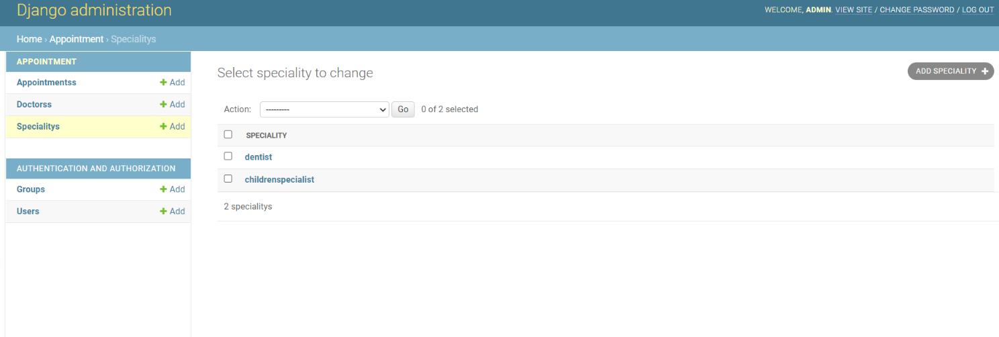 Django administration
WELCOME, ADMIN. VIEW SITE / CHANGE PASSWORD / LOG OUT
Home › Appointment › Specialitys
APPOINTMENT
Appointmentss + Add
Doctorss + Add
Specialitys + Add
AUTHENTICATION AND AUTHORIZATION
Groups + Add
Users + Add
Select speciality to change
ADD SPECIALITY +
Action: --------- Go 0 of 2 selected
SPECIALITY
dentist
childrenspecialist
2 specialitys